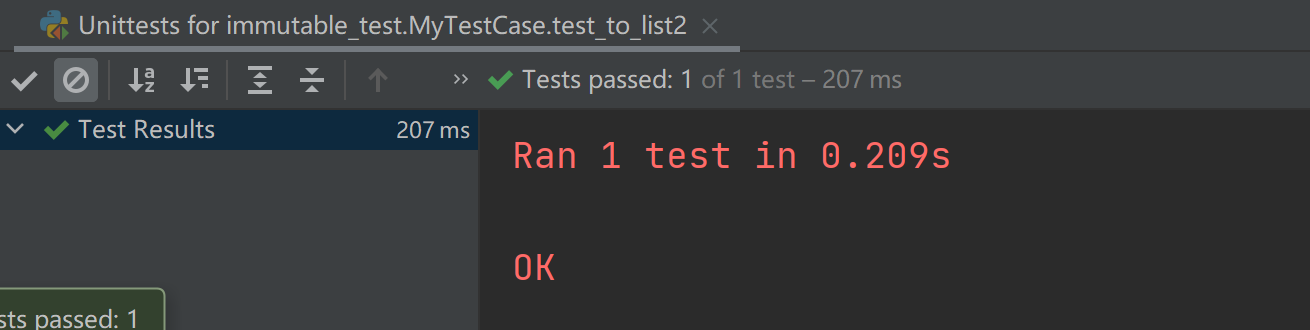 Unittests for immutable_test.MyTestCase.test_to_list2
Tests passed: 1 of 1 test – 207 ms
Test Results 207 ms
Ran 1 test in 0.209s
OK
sts passed: 1